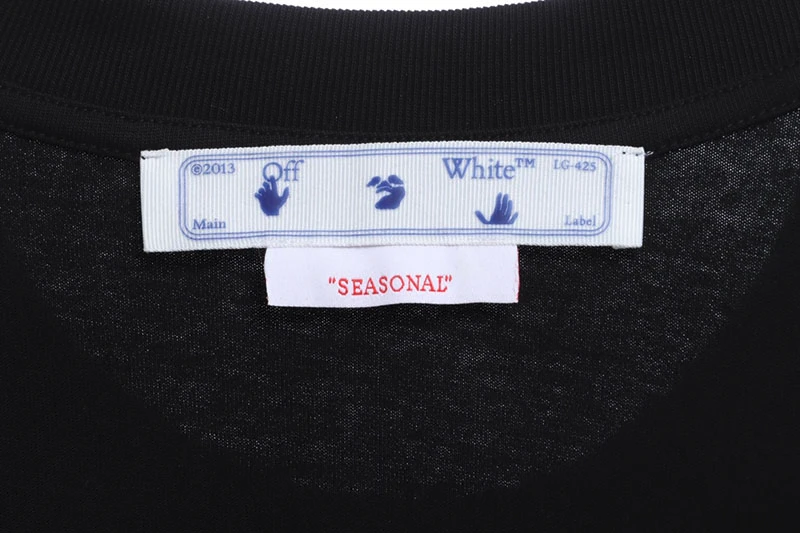 ©2013 Off White™ LG-425
Main Label
"SEASONAL"